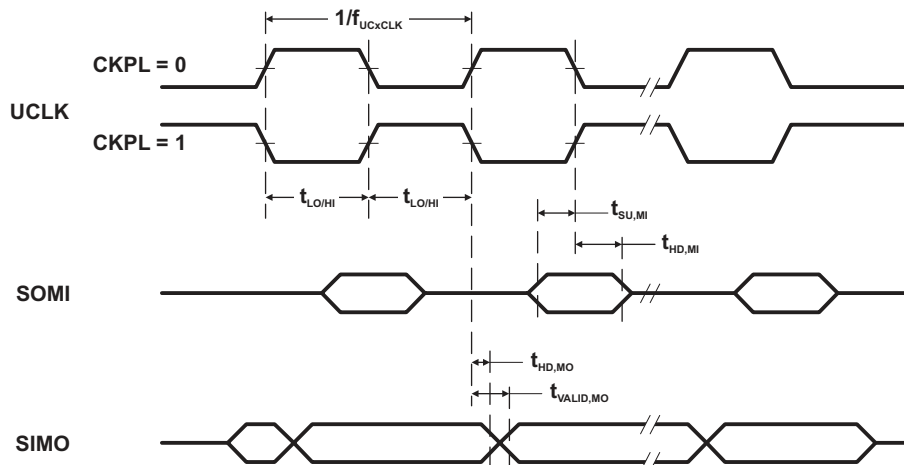 1/fUCxCLK
CKPL = 0
UCLK
CKPL = 1
tLO/HI tLO/HI
tSU,MI
tHD,MI
SOMI
tHD,MO
tVALID,MO
SIMO